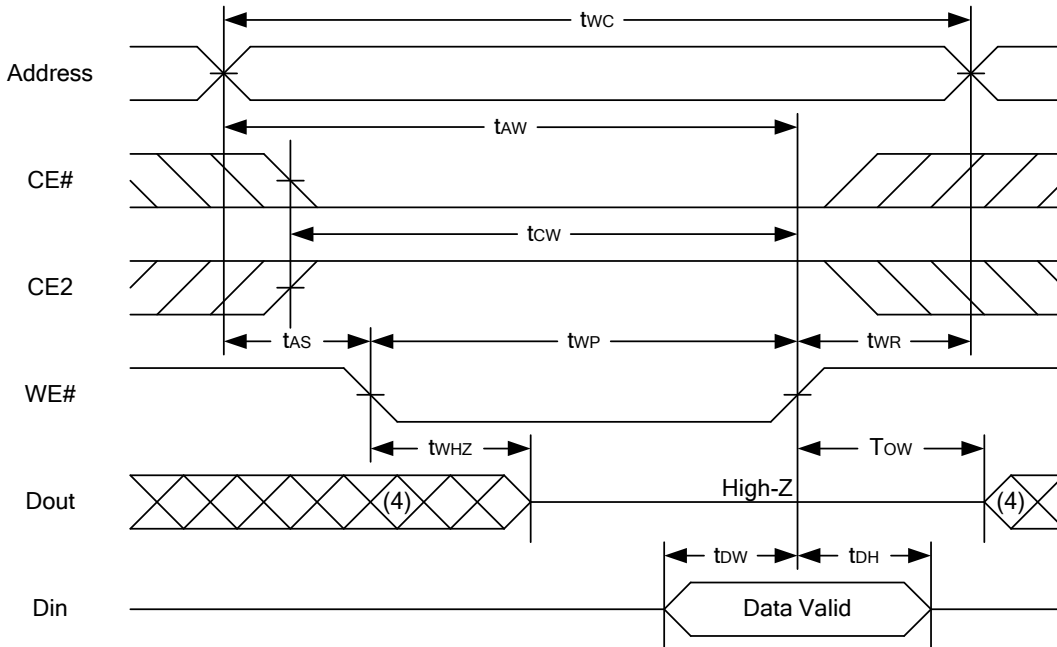 tWC
Address
tAW
CE#
tCW
CE2
tAS tWP tWR
WE#
tWHZ TOW
High-Z
Dout (4) (4)
tDW tDH
Din Data Valid